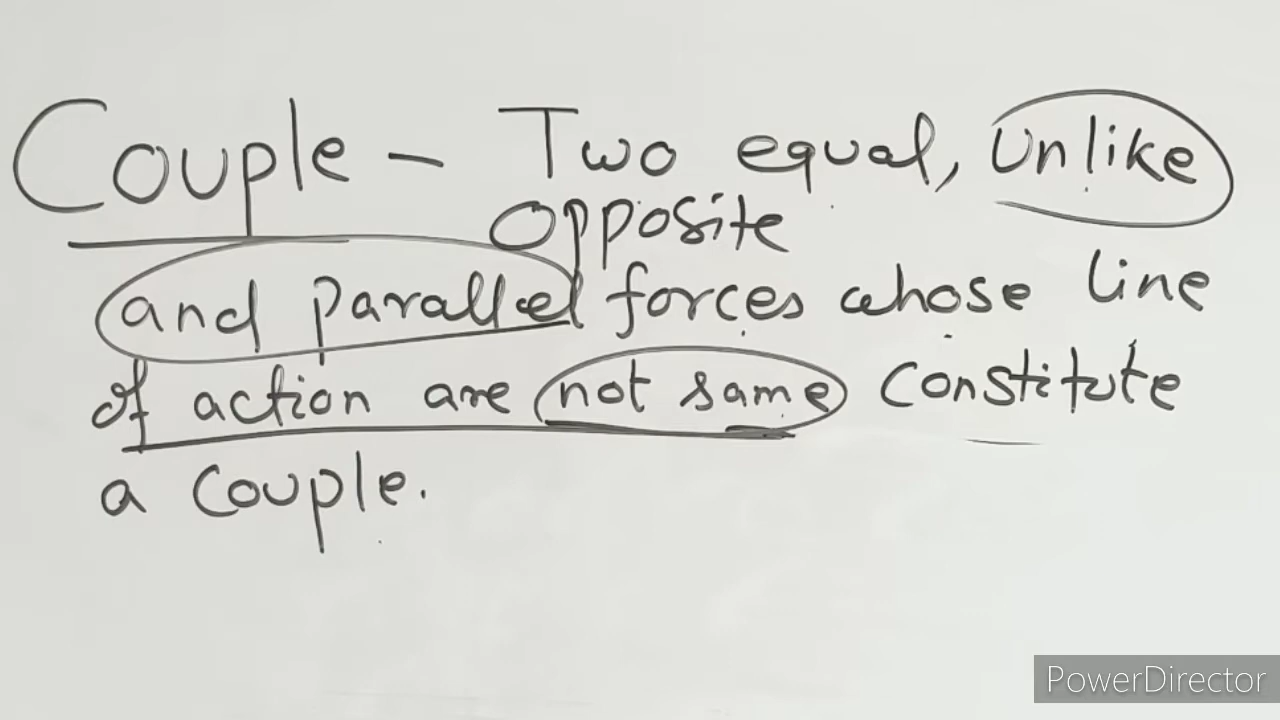 Couple - Two equal, Unlike
opposite
and parallel forces whose line
of action are not same constitute
a couple.
PowerDirector